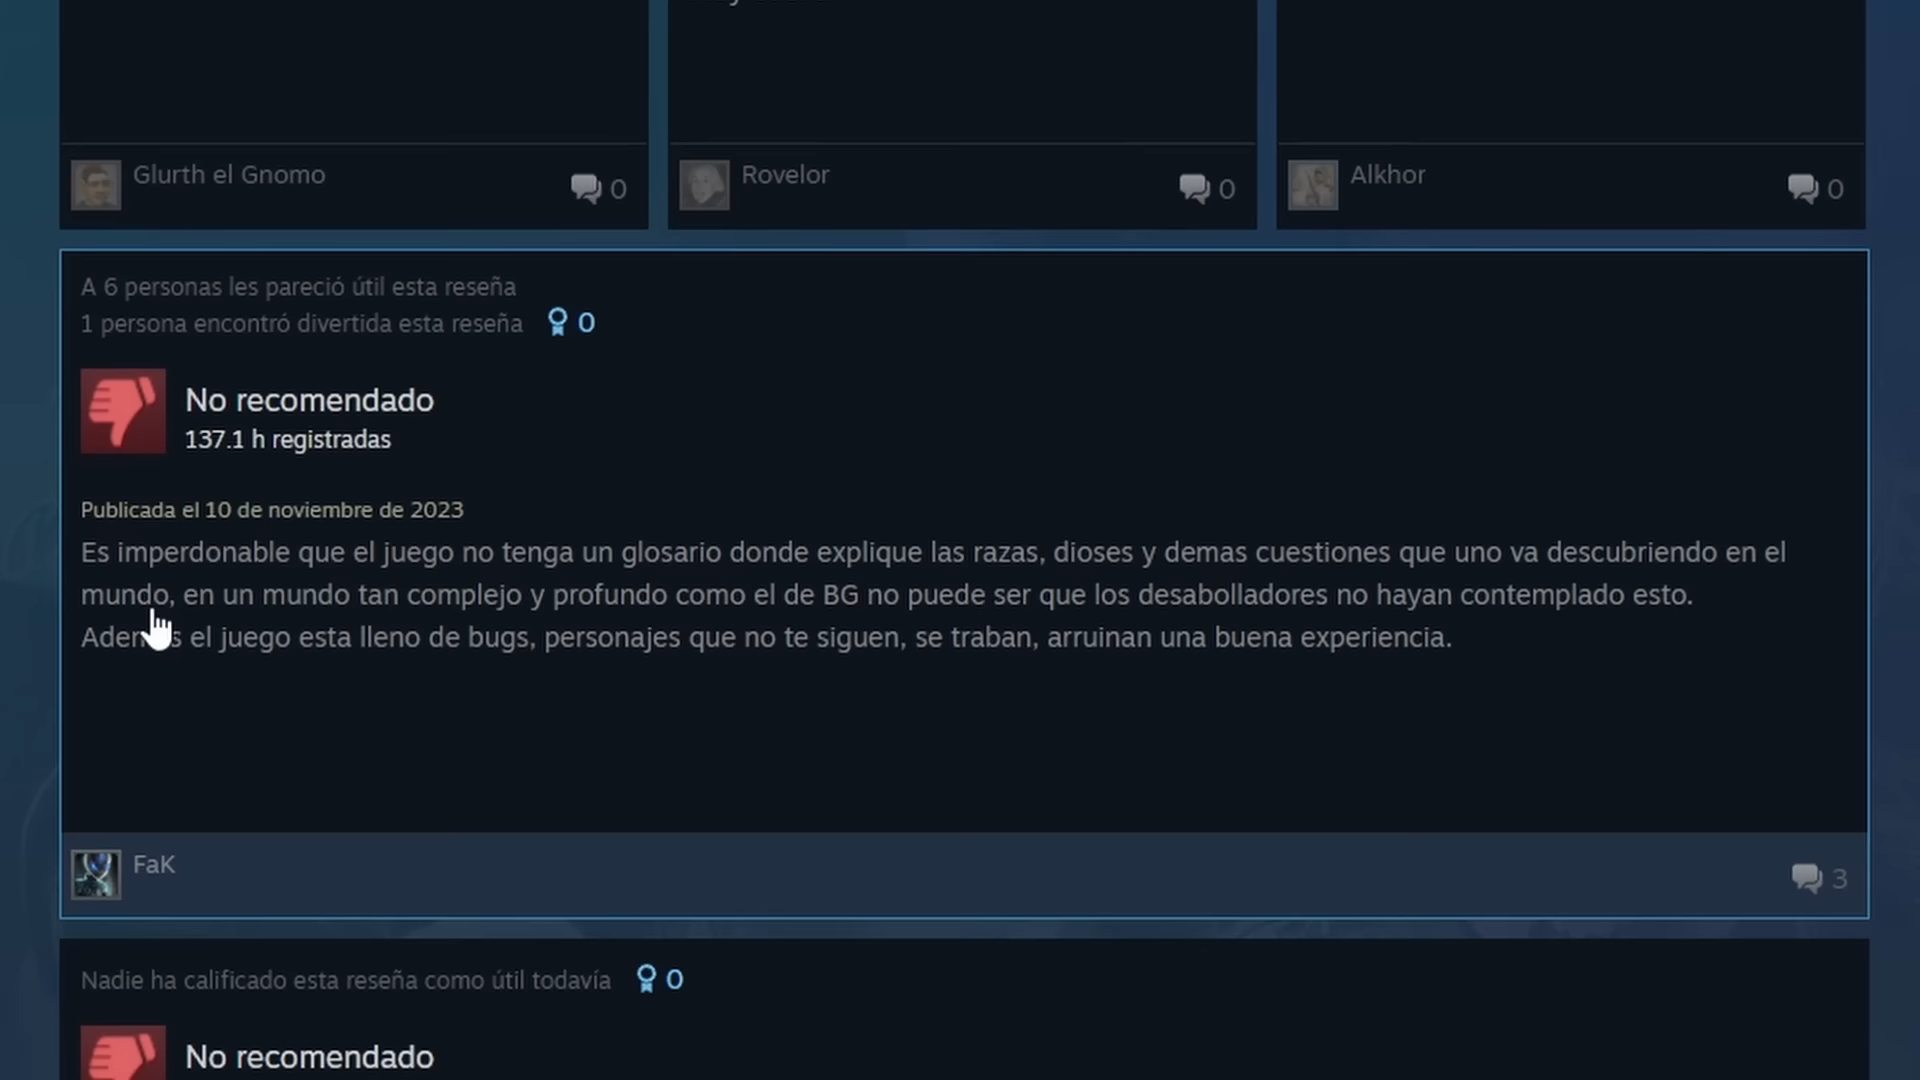 Glurth el Gnomo
0
Rovelor
0
Alkhor
0
A 6 personas les pareció útil esta reseña
1 persona encontró divertida esta reseña 0
No recomendado
137.1 h registradas
Publicada el 10 de noviembre de 2023
Es imperdonable que el juego no tenga un glosario donde explique las razas, dioses y demas cuestiones que uno va descubriendo en el
mundo, en un mundo tan complejo y profundo como el de BG no puede ser que los desabolladores no hayan contemplado esto.
el juego esta lleno de bugs, personajes que no te siguen, se traban, arruinan una buena experiencia.
FaK
3
Nadie ha calificado esta reseña como útil todavía 0
No recomendado